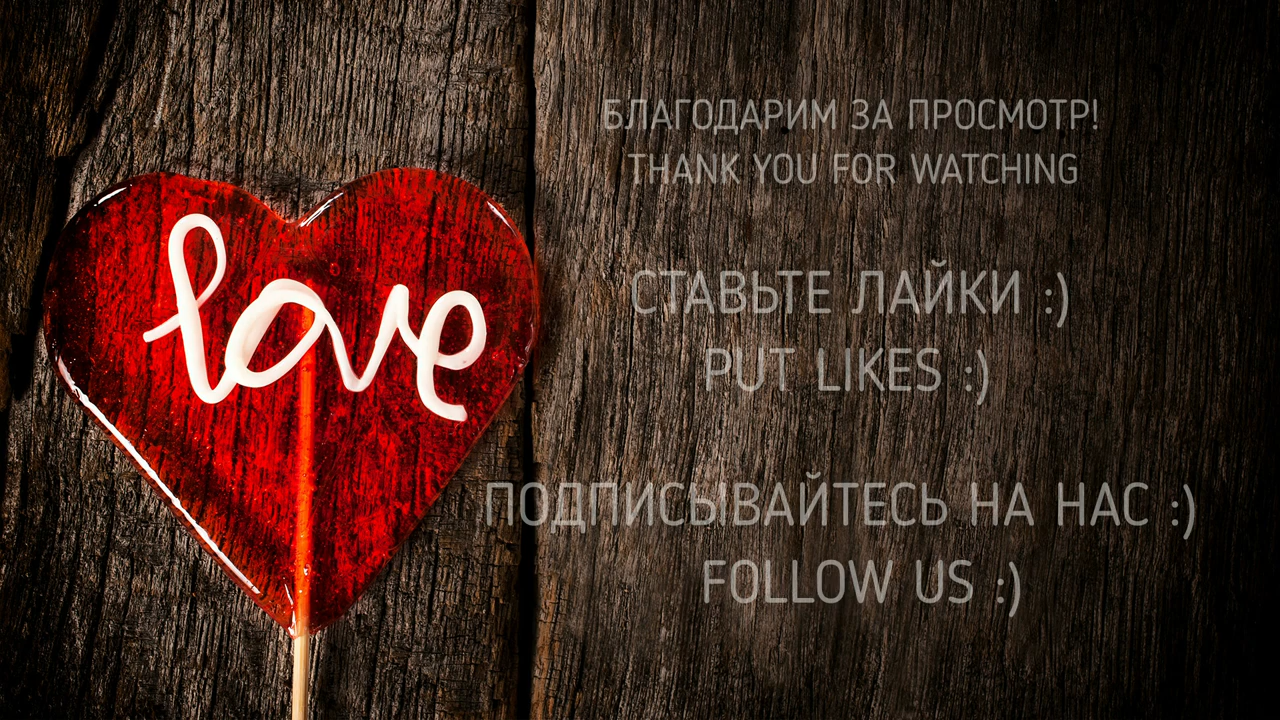 love
БЛАГОДАРИМ ЗА ПРОСМОТР!
THANK YOU FOR WATCHING
СТАВЬТЕ ЛАЙКИ :)
PUT LIKES :)
ПОДПИСЫВАЙТЕСЬ НА НАС :)
FOLLOW US :)